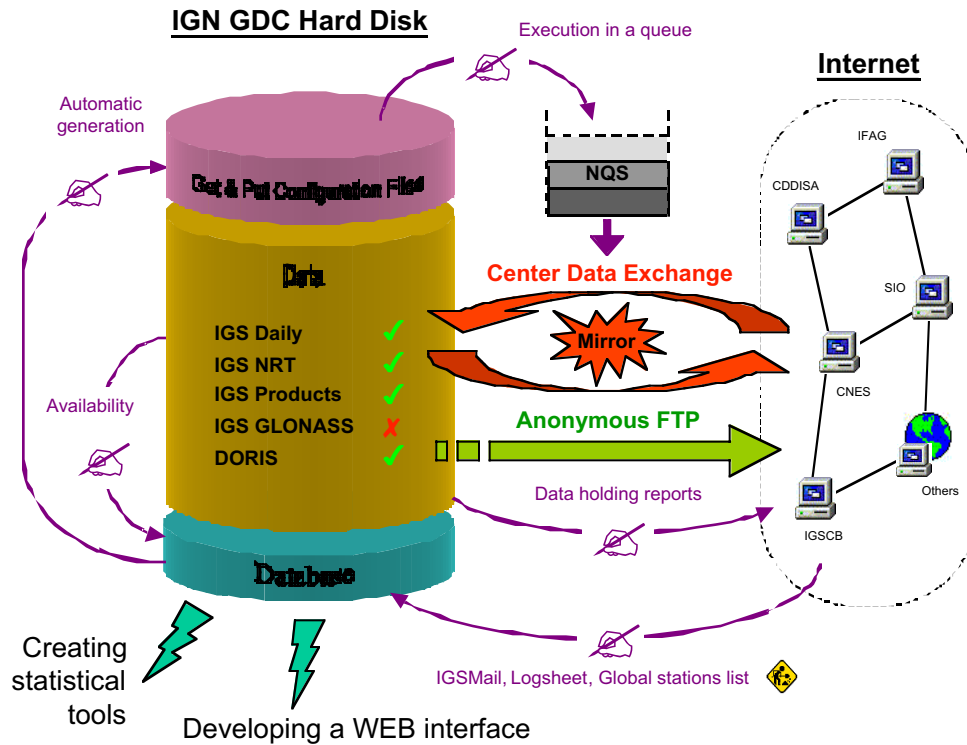 IGN GDC Hard Disk
Execution in a queue
Internet
Automatic
generation
IFAG
Get & Put Configuration Files
NQS
CDDISA
Data
Center Data Exchange
SIO
IGS Daily
Mirror
IGS NRT
IGS Products
CNES
Availability
Anonymous FTP
IGS GLONASS
DORIS
Others
Data holding reports
IGSCB
Database
Creating
statistical
tools
IGSMail, Logsheet, Global stations list
Developing a WEB interface